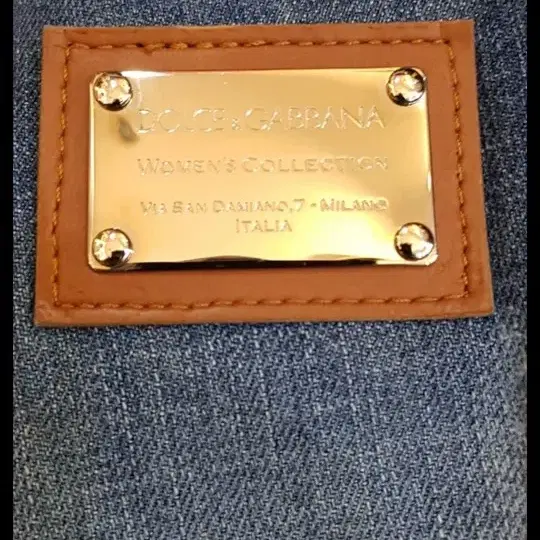 DOLCE & GABBANA
WOMEN'S COLLECTION
VIA SAN DAMIANO,7 - MILANO
ITALIA